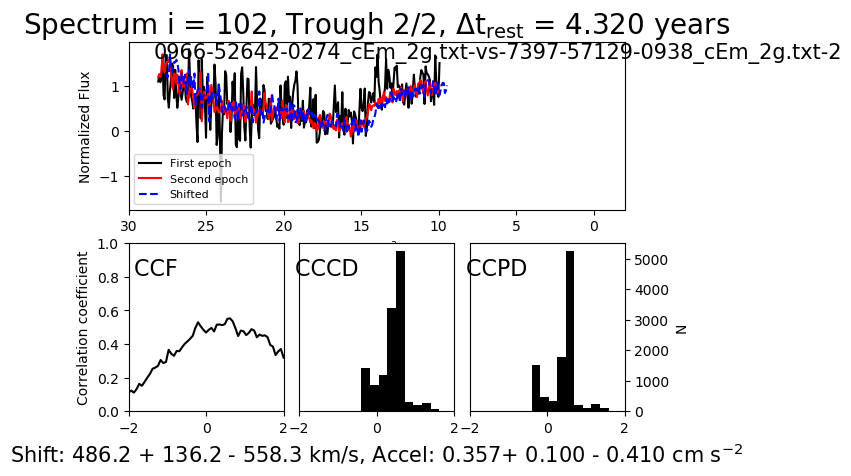 Spectrum i = 102, Trough 2/2, Δt_rest = 4.320 years
0966-52642-0274_cEm_2g.txt-vs-7397-57129-0938_cEm_2g.txt-2
Normalized Flux
1
0
−1
First epoch
Second epoch
Shifted
30 25 20 15 10 5 0
Correlation coefficient
1.0
0.8
0.6
0.4
0.2
0.0
CCF
−2 0 2
CCCD
−2 0 2
CCPD
−2 0 2
5000
4000
3000
2000
1000
0
N
Shift: 486.2 + 136.2 - 558.3 km/s, Accel: 0.357+ 0.100 - 0.410 cm s⁻²